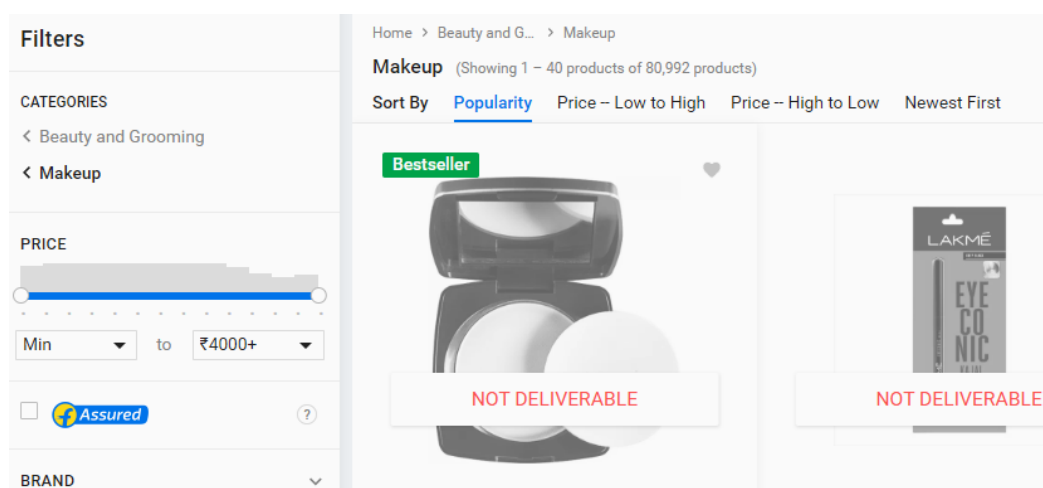 Filters
CATEGORIES
< Beauty and Grooming
< Makeup
PRICE
Min to ₹4000+
Assured ?
BRAND
Home > Beauty and G... > Makeup
Makeup (Showing 1 – 40 products of 80,992 products)
Sort By Popularity Price -- Low to High Price -- High to Low Newest First
Bestseller
NOT DELIVERABLE
LAKMÉ
EYE
CO
NIC
KAJAL
NOT DELIVERABLE